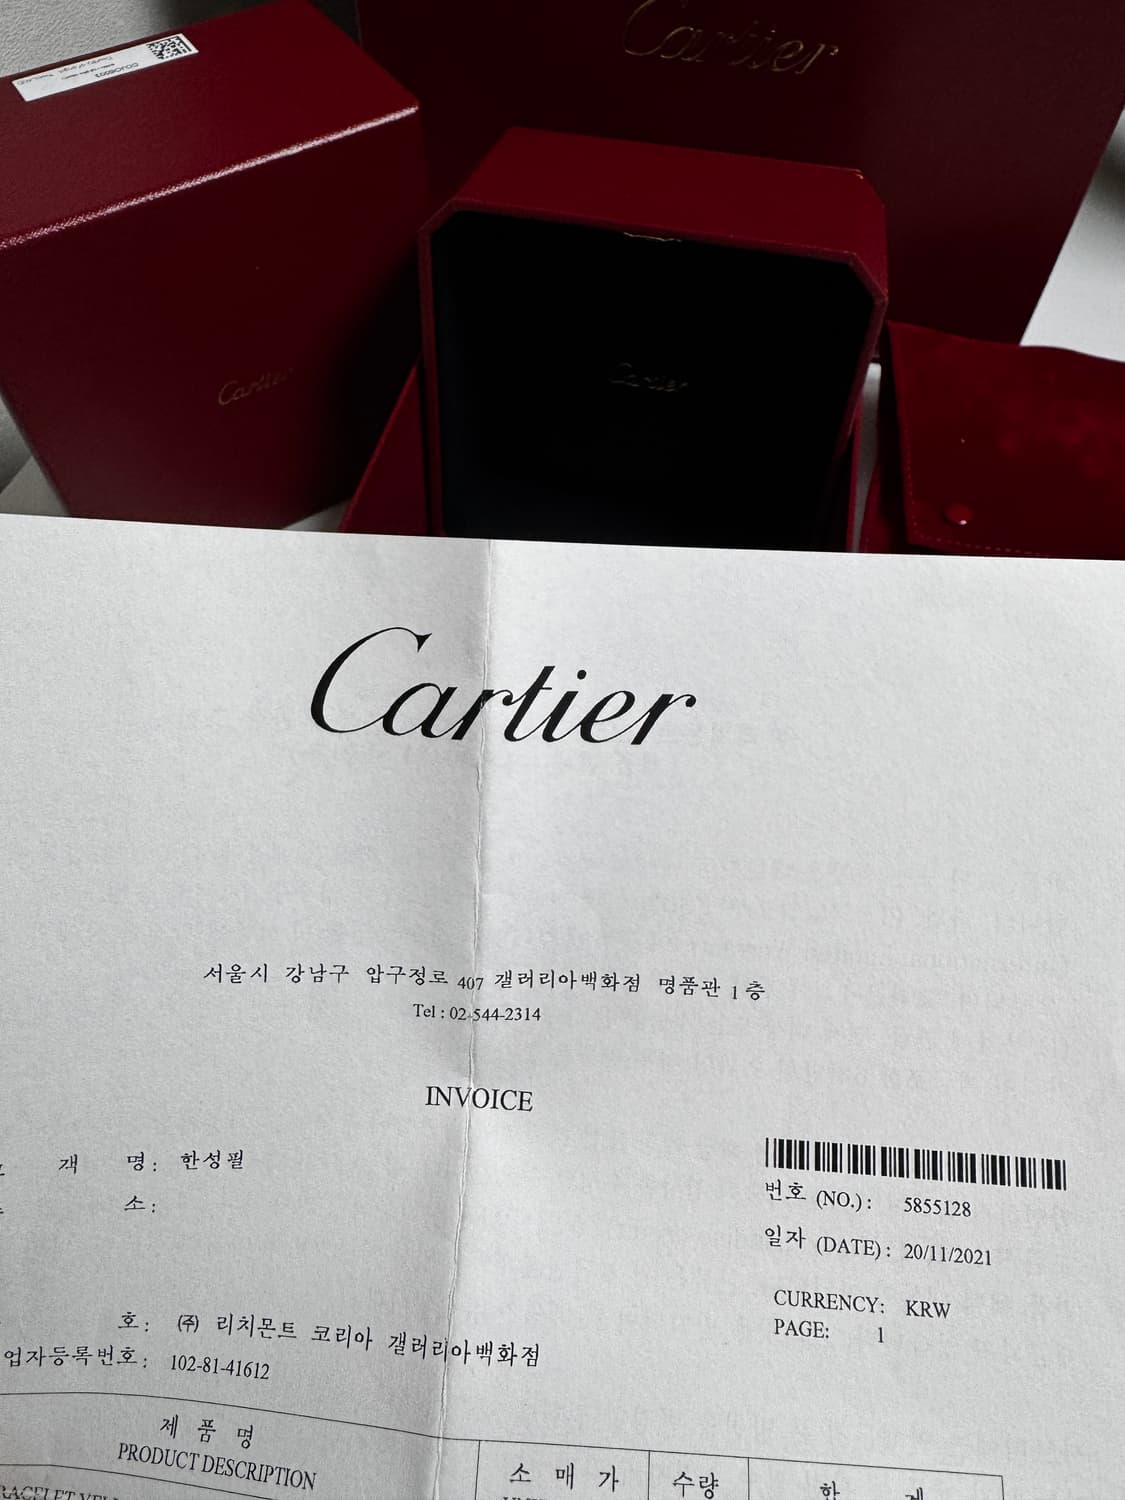 Cartier
Cartier
Cartier
Cartier
서울시 강남구 압구정로 407 갤러리아백화점 명품관 1층
Tel : 02-544-2314
INVOICE
객 명 : 한성필
소 :
번호 (NO.) : 5855128
일자 (DATE) : 20/11/2021
CURRENCY: KRW
PAGE: 1
호 : ㈜ 리치몬트 코리아 갤러리아백화점
업자등록번호 : 102-81-41612
제 품 명
PRODUCT DESCRIPTION
소 매 가
수량
합 계